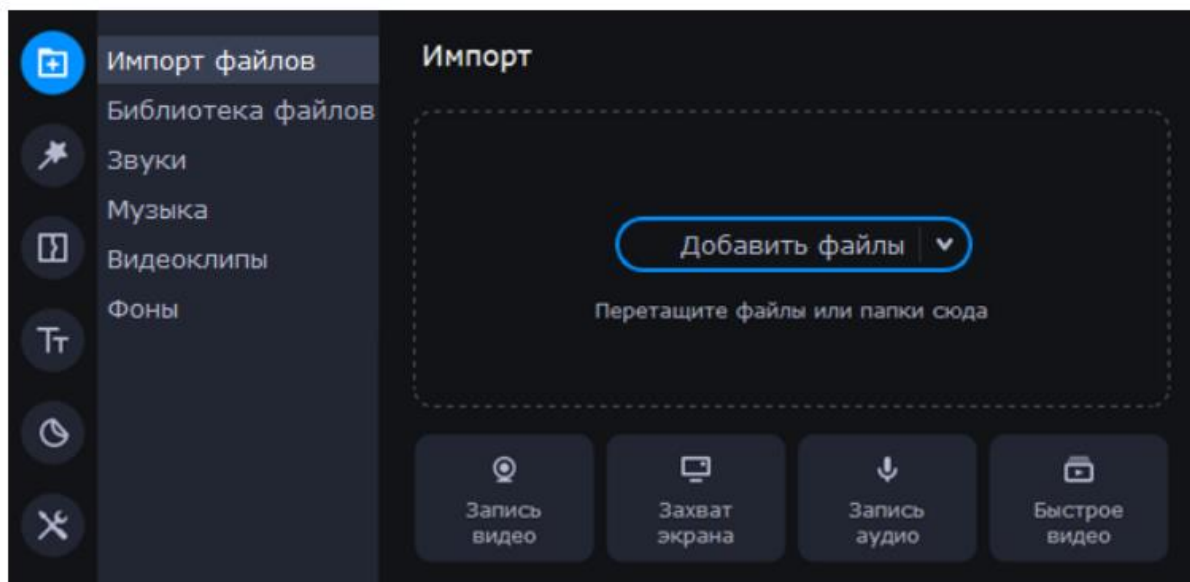 Импорт файлов
Библиотека файлов
Звуки
Музыка
Видеоклипы
Фоны
Tт
Импорт
Добавить файлы
Перетащите файлы или папки сюда
Запись
видео
Захват
экрана
Запись
аудио
Быстрое
видео